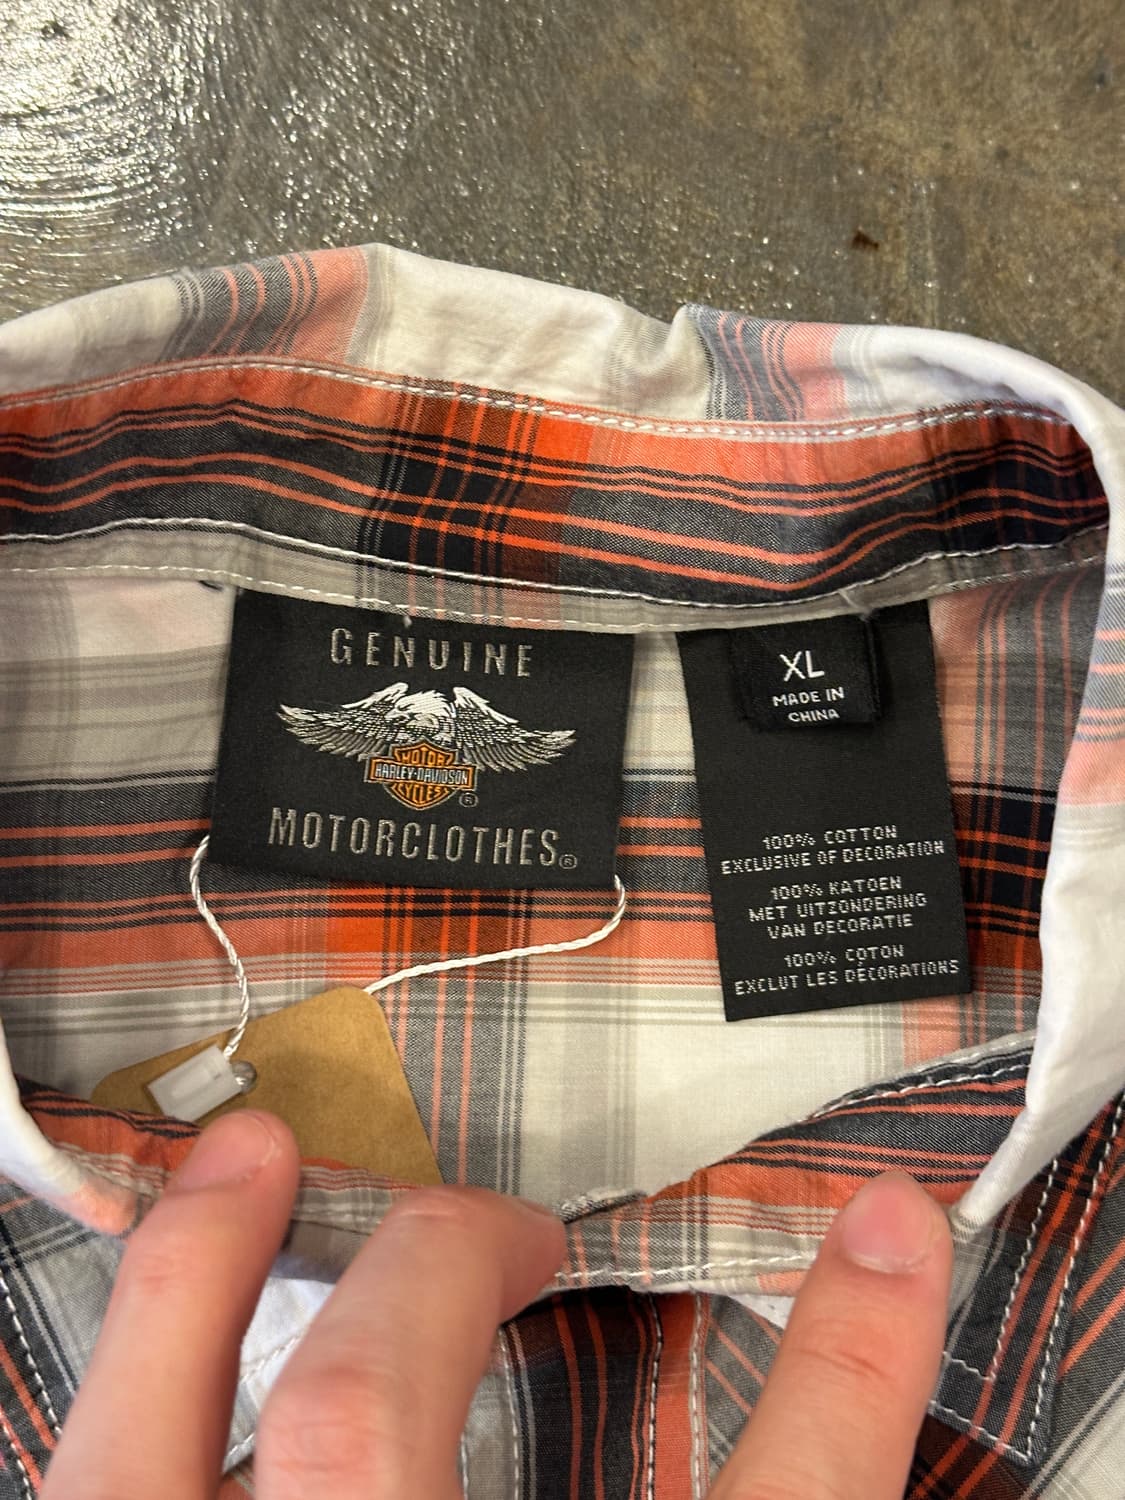 GENUINE
MOTOR
HARLEY-DAVIDSON
CYCLES
®
MOTORCLOTHES®
XL
MADE IN
CHINA
100% COTTON
EXCLUSIVE OF DECORATION
100% KATOEN
MET UITZONDERING
VAN DECORATIE
100% COTON
EXCLUT LES DÉCORATIONS